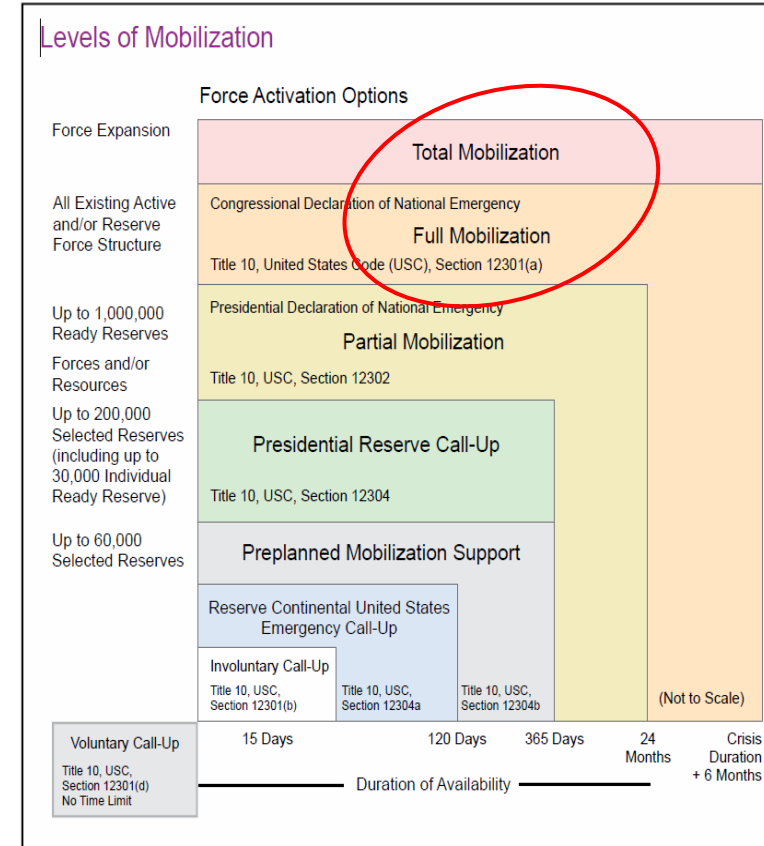 Levels of Mobilization
Force Activation Options
Force Expansion
Total Mobilization
All Existing Active
and/or Reserve
Force Structure
Congressional Declaration of National Emergency
Full Mobilization
Title 10, United States Code (USC), Section 12301(a)
Up to 1,000,000
Ready Reserves
Forces and/or
Resources
Presidential Declaration of National Emergency
Partial Mobilization
Title 10, USC, Section 12302
Up to 200,000
Selected Reserves
(including up to
30,000 Individual
Ready Reserve)
Presidential Reserve Call-Up
Title 10, USC, Section 12304
Up to 60,000
Selected Reserves
Preplanned Mobilization Support
Reserve Continental United States
Emergency Call-Up
Involuntary Call-Up
Title 10, USC,
Section 12301(b)
Title 10, USC,
Section 12304a
Title 10, USC,
Section 12304b
(Not to Scale)
Voluntary Call-Up
Title 10, USC,
Section 12301(d)
No Time Limit
15 Days
120 Days
365 Days
24
Months
Crisis
Duration
+ 6 Months
Duration of Availability